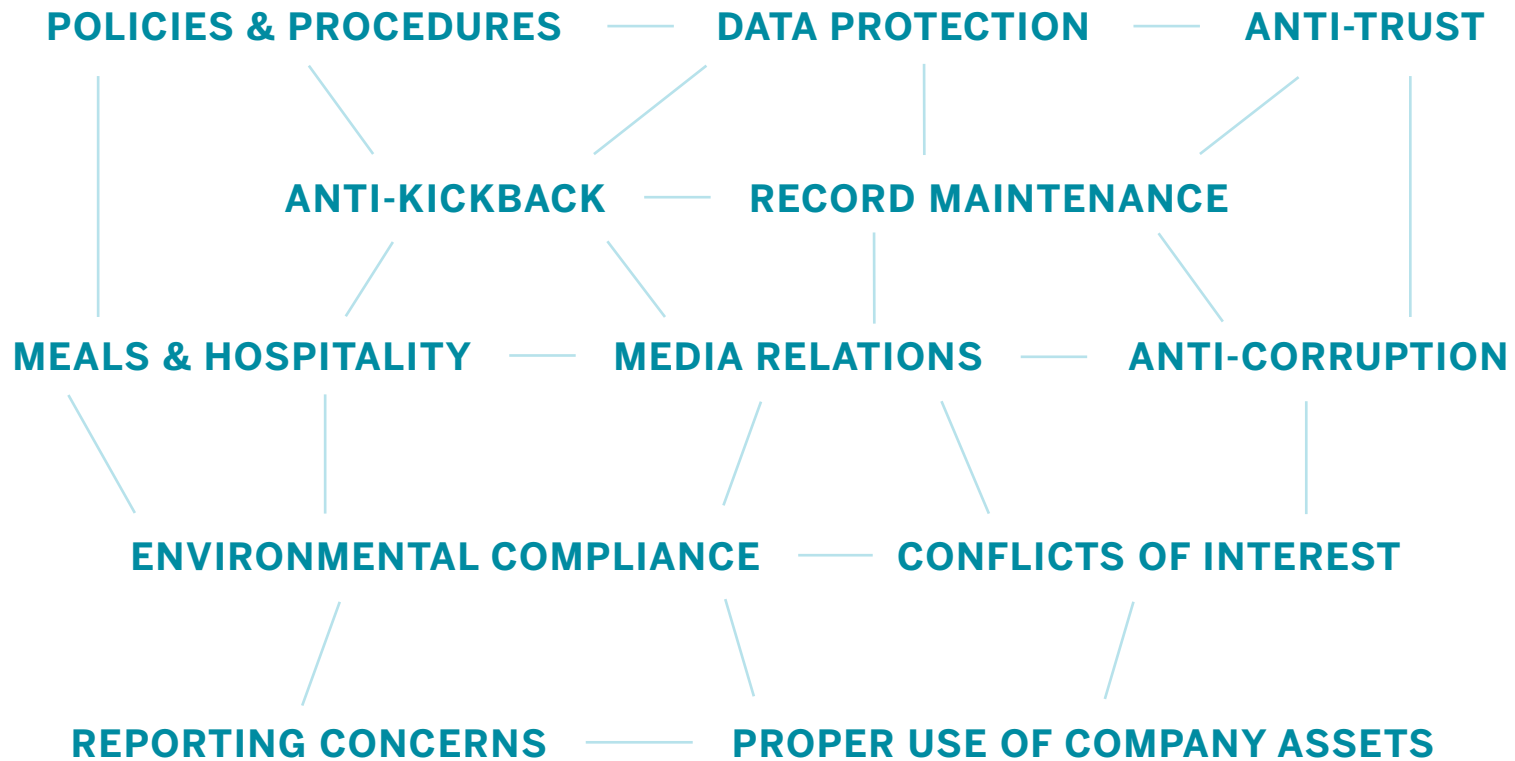 POLICIES & PROCEDURES DATA PROTECTION ANTI-TRUST
ANTI-KICKBACK RECORD MAINTENANCE
MEALS & HOSPITALITY MEDIA RELATIONS ANTI-CORRUPTION
ENVIRONMENTAL COMPLIANCE CONFLICTS OF INTEREST
REPORTING CONCERNS PROPER USE OF COMPANY ASSETS